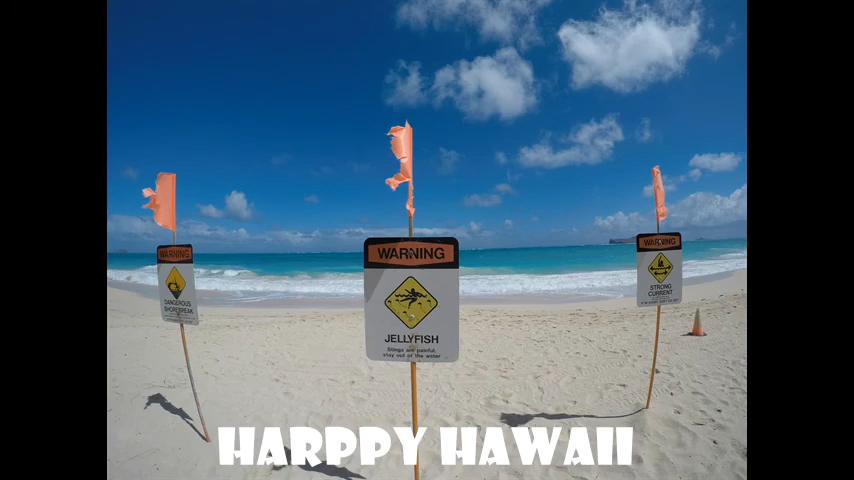 WARNING
DANGEROUS
SHOREBREAK
WARNING
JELLYFISH
Stings are painful,
stay out of the water
WARNING
STRONG
CURRENT
HARPPY HAWAII